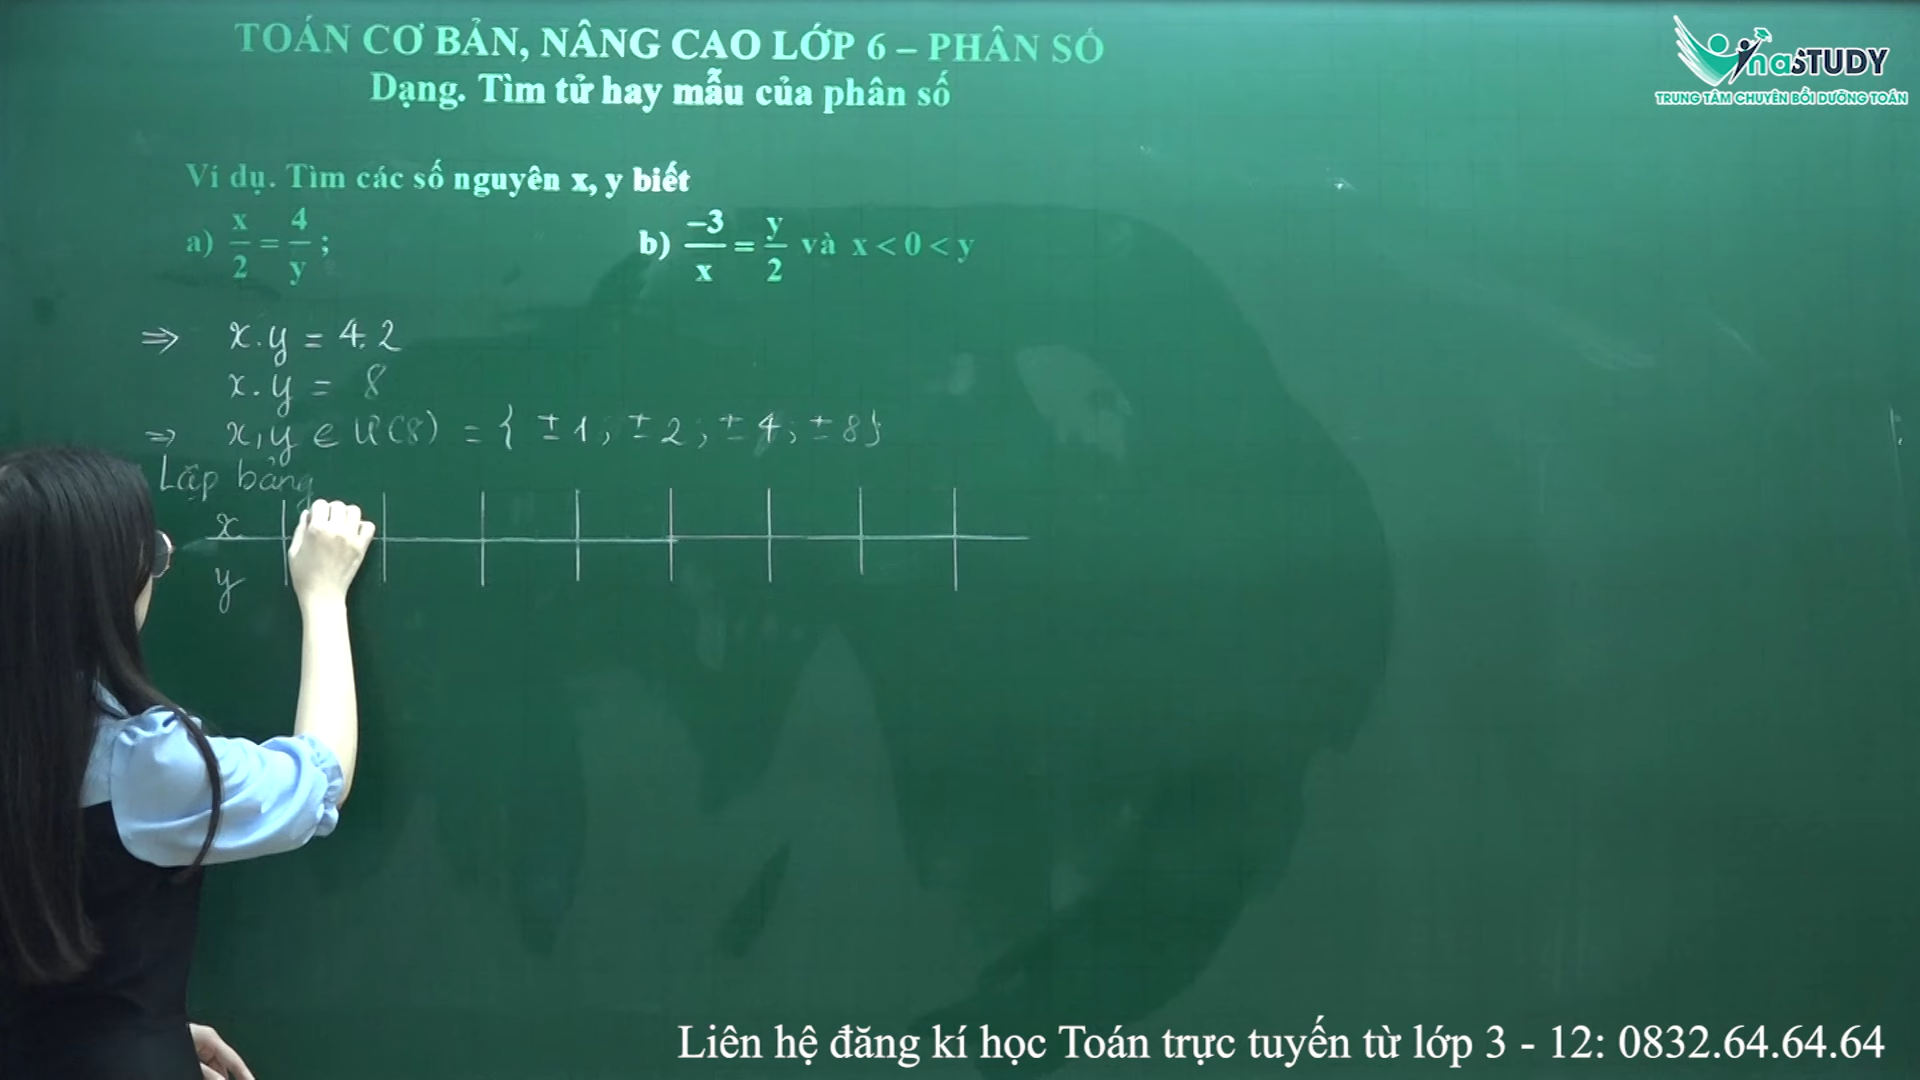 TOÁN CƠ BẢN, NÂNG CAO LỚP 6 – PHÂN SỐ
Dạng. Tìm tử hay mẫu của phân số
VinaSTUDY
TRUNG TÂM CHUYÊN BỒI DƯỠNG TOÁN
Ví dụ. Tìm các số nguyên x, y biết
a) x/2 = 4/y ;
b) −3/x = y/2 và x < 0 < y
⇒ x.y = 4.2
x.y = 8
⇒ x,y ∈ Ư(8) = { ±1 ; ±2 ; ±4 ; ±8}
Lập bảng
x
y
Liên hệ đăng kí học Toán trực tuyến từ lớp 3 - 12: 0832.64.64.64